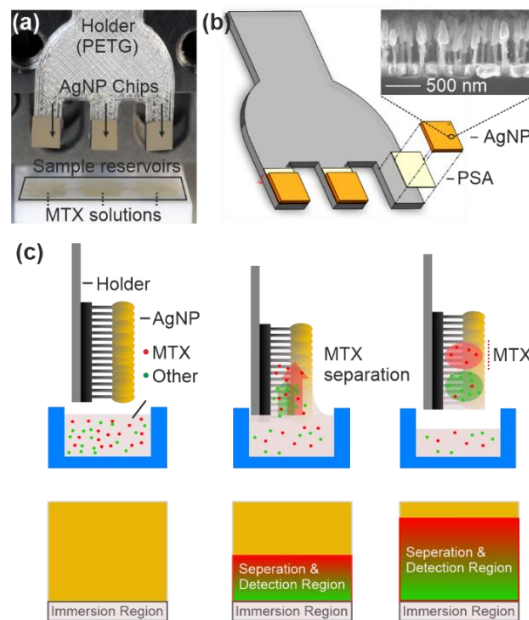 (a)
Holder
(PETG)
AgNP Chips
Sample reservoirs
MTX solutions
(b)
500 nm
AgNP
PSA
(c)
Holder
AgNP
MTX
Other
MTX
separation
MTX
Immersion Region
Seperation &
Detection Region
Immersion Region
Seperation &
Detection Region
Immersion Region